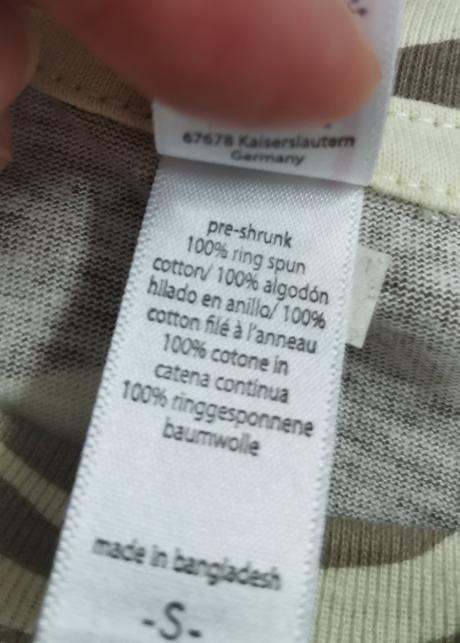 67678 Kaiserslautern
Germany
pre-shrunk
100% ring spun
cotton/ 100% algodón
hilado en anillo/ 100%
cotton filé à l'anneau
100% cotone in
catena continua
100% ringgesponnene
baumwolle
made in bangladesh
-S-